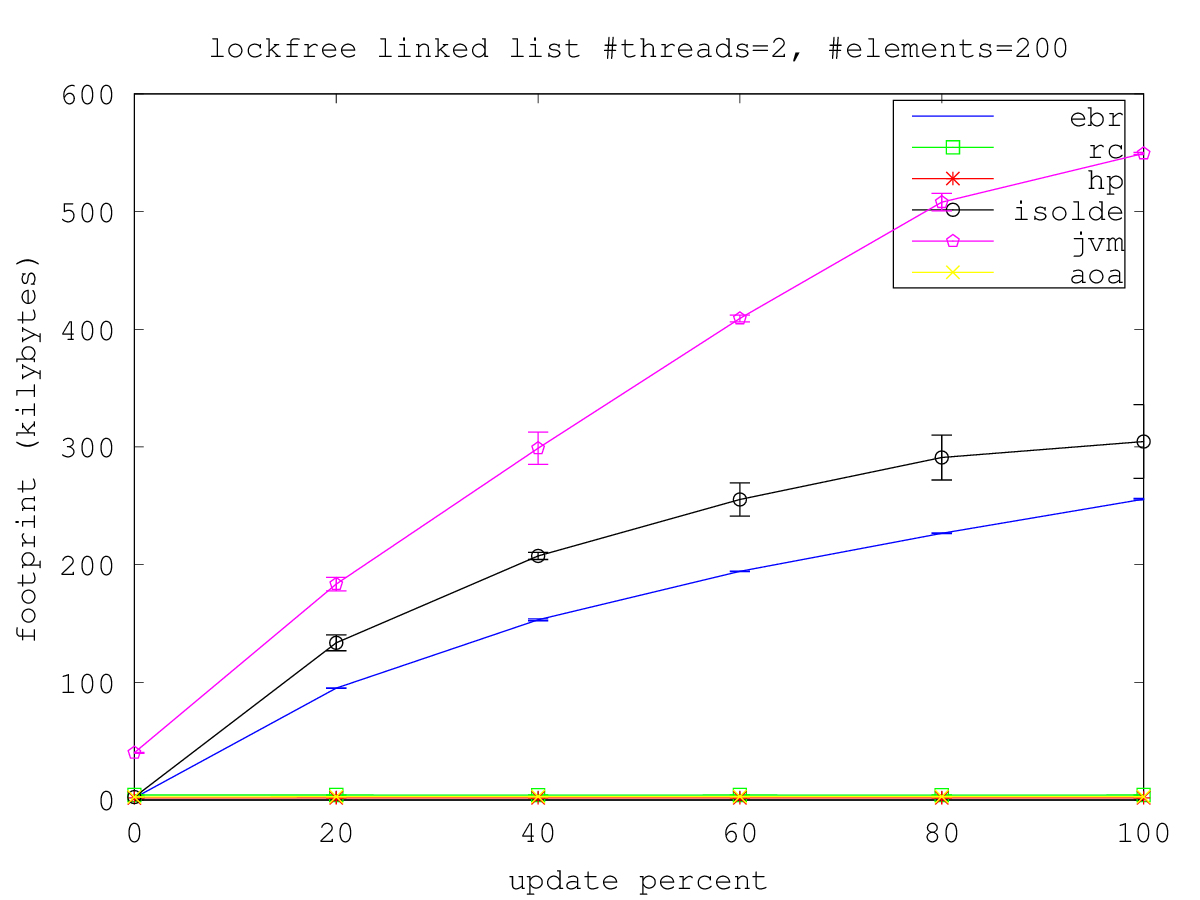 lockfree linked list #threads=2, #elements=200
600
500
400
300
200
100
0
footprint (kilybytes)
ebr
rc
hp
isolde
jvm
aoa
0 20 40 60 80 100
update percent